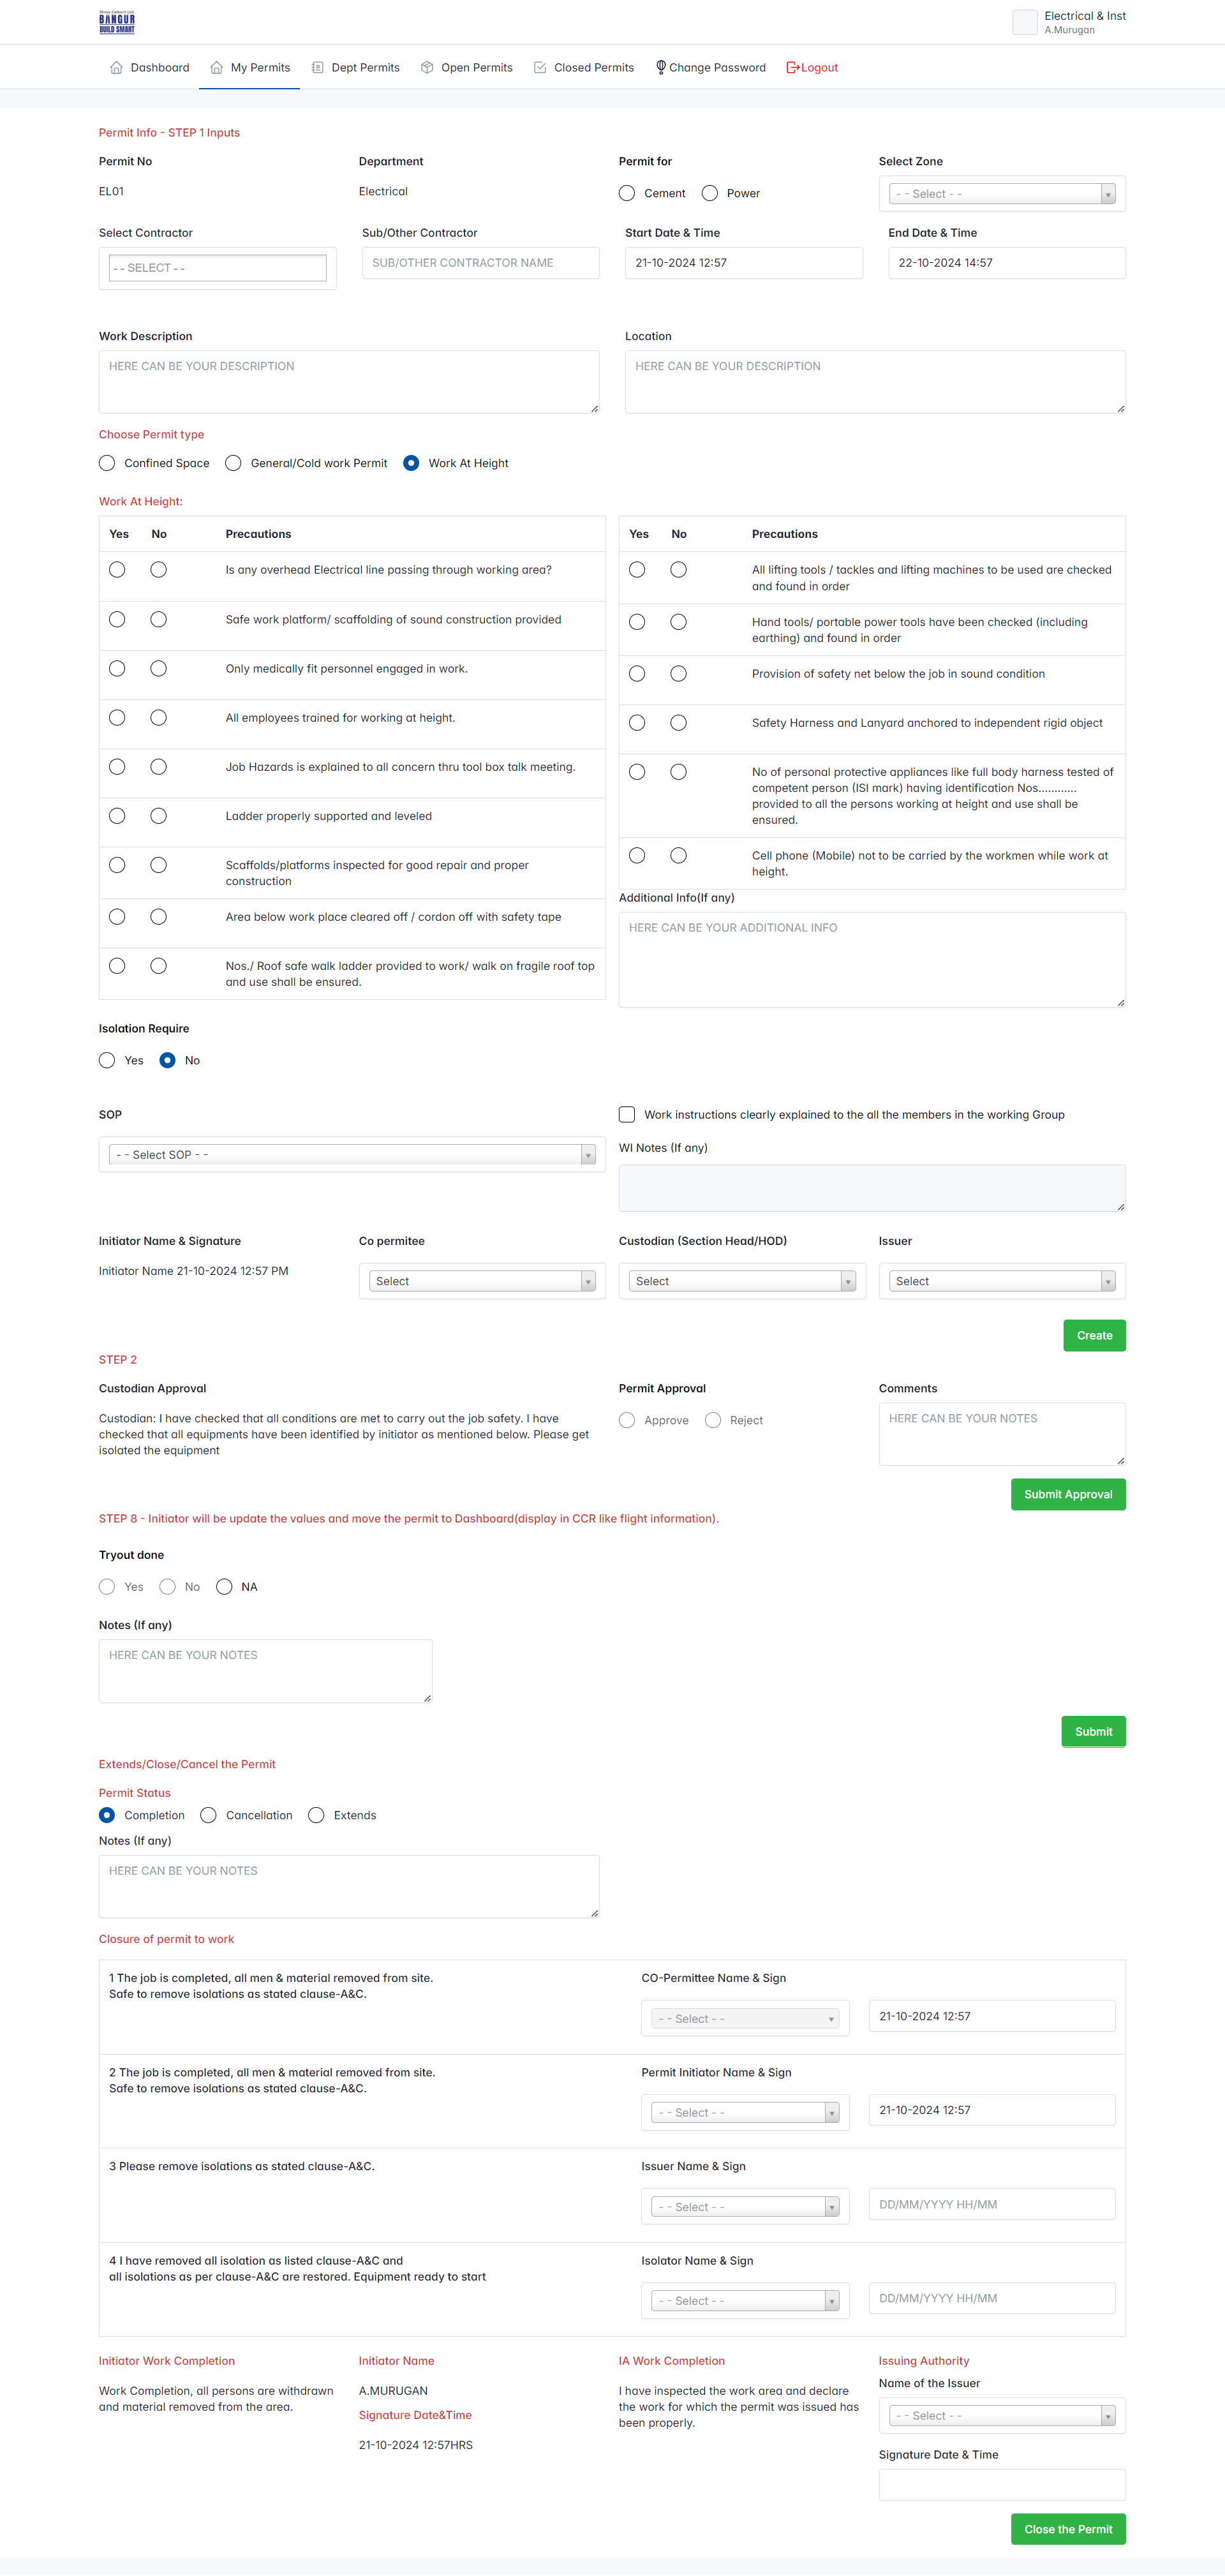 Shree Cement Ltd.
BANGUR
BUILD SMART
Electrical & Inst
A.Murugan
Dashboard
My Permits
Dept Permits
Open Permits
Closed Permits
Change Password
Logout
Permit Info - STEP 1 Inputs
Permit No
Department
Permit for
Select Zone
EL01
Electrical
Cement
Power
- - Select - -
Select Contractor
Sub/Other Contractor
Start Date & Time
End Date & Time
- - SELECT - -
SUB/OTHER CONTRACTOR NAME
21-10-2024 12:57
22-10-2024 14:57
Work Description
Location
HERE CAN BE YOUR DESCRIPTION
HERE CAN BE YOUR DESCRIPTION
Choose Permit type
Confined Space
General/Cold work Permit
Work At Height
Work At Height:
Yes No Precautions
Is any overhead Electrical line passing through working area?
Safe work platform/ scaffolding of sound construction provided
Only medically fit personnel engaged in work.
All employees trained for working at height.
Job Hazards is explained to all concern thru tool box talk meeting.
Ladder properly supported and leveled
Scaffolds/platforms inspected for good repair and proper
construction
Area below work place cleared off / cordon off with safety tape
Nos./ Roof safe walk ladder provided to work/ walk on fragile roof top
and use shall be ensured.
Yes No Precautions
All lifting tools / tackles and lifting machines to be used are checked
and found in order
Hand tools/ portable power tools have been checked (including
earthing) and found in order
Provision of safety net below the job in sound condition
Safety Harness and Lanyard anchored to independent rigid object
No of personal protective appliances like full body harness tested of
competent person (ISI mark) having identification Nos............
provided to all the persons working at height and use shall be
ensured.
Cell phone (Mobile) not to be carried by the workmen while work at
height.
Additional Info(If any)
HERE CAN BE YOUR ADDITIONAL INFO
Isolation Require
Yes
No
SOP
- - Select SOP - -
Work instructions clearly explained to the all the members in the working Group
WI Notes (If any)
Initiator Name & Signature
Co permitee
Custodian (Section Head/HOD)
Issuer
Initiator Name 21-10-2024 12:57 PM
Select
Select
Select
Create
STEP 2
Custodian Approval
Permit Approval
Comments
Custodian: I have checked that all conditions are met to carry out the job safety. I have
checked that all equipments have been identified by initiator as mentioned below. Please get
isolated the equipment
Approve
Reject
HERE CAN BE YOUR NOTES
Submit Approval
STEP 8 - Initiator will be update the values and move the permit to Dashboard(display in CCR like flight information).
Tryout done
Yes
No
NA
Notes (If any)
HERE CAN BE YOUR NOTES
Submit
Extends/Close/Cancel the Permit
Permit Status
Completion
Cancellation
Extends
Notes (If any)
HERE CAN BE YOUR NOTES
Closure of permit to work
1 The job is completed, all men & material removed from site.
Safe to remove isolations as stated clause-A&C.
CO-Permittee Name & Sign
- - Select - -
21-10-2024 12:57
2 The job is completed, all men & material removed from site.
Safe to remove isolations as stated clause-A&C.
Permit Initiator Name & Sign
- - Select - -
21-10-2024 12:57
3 Please remove isolations as stated clause-A&C.
Issuer Name & Sign
- - Select - -
DD/MM/YYYY HH/MM
4 I have removed all isolation as listed clause-A&C and
all isolations as per clause-A&C are restored. Equipment ready to start
Isolator Name & Sign
- - Select - -
DD/MM/YYYY HH/MM
Initiator Work Completion
Work Completion, all persons are withdrawn
and material removed from the area.
Initiator Name
A.MURUGAN
Signature Date&Time
21-10-2024 12:57HRS
IA Work Completion
I have inspected the work area and declare
the work for which the permit was issued has
been properly.
Issuing Authority
Name of the Issuer
- - Select - -
Signature Date & Time
Close the Permit